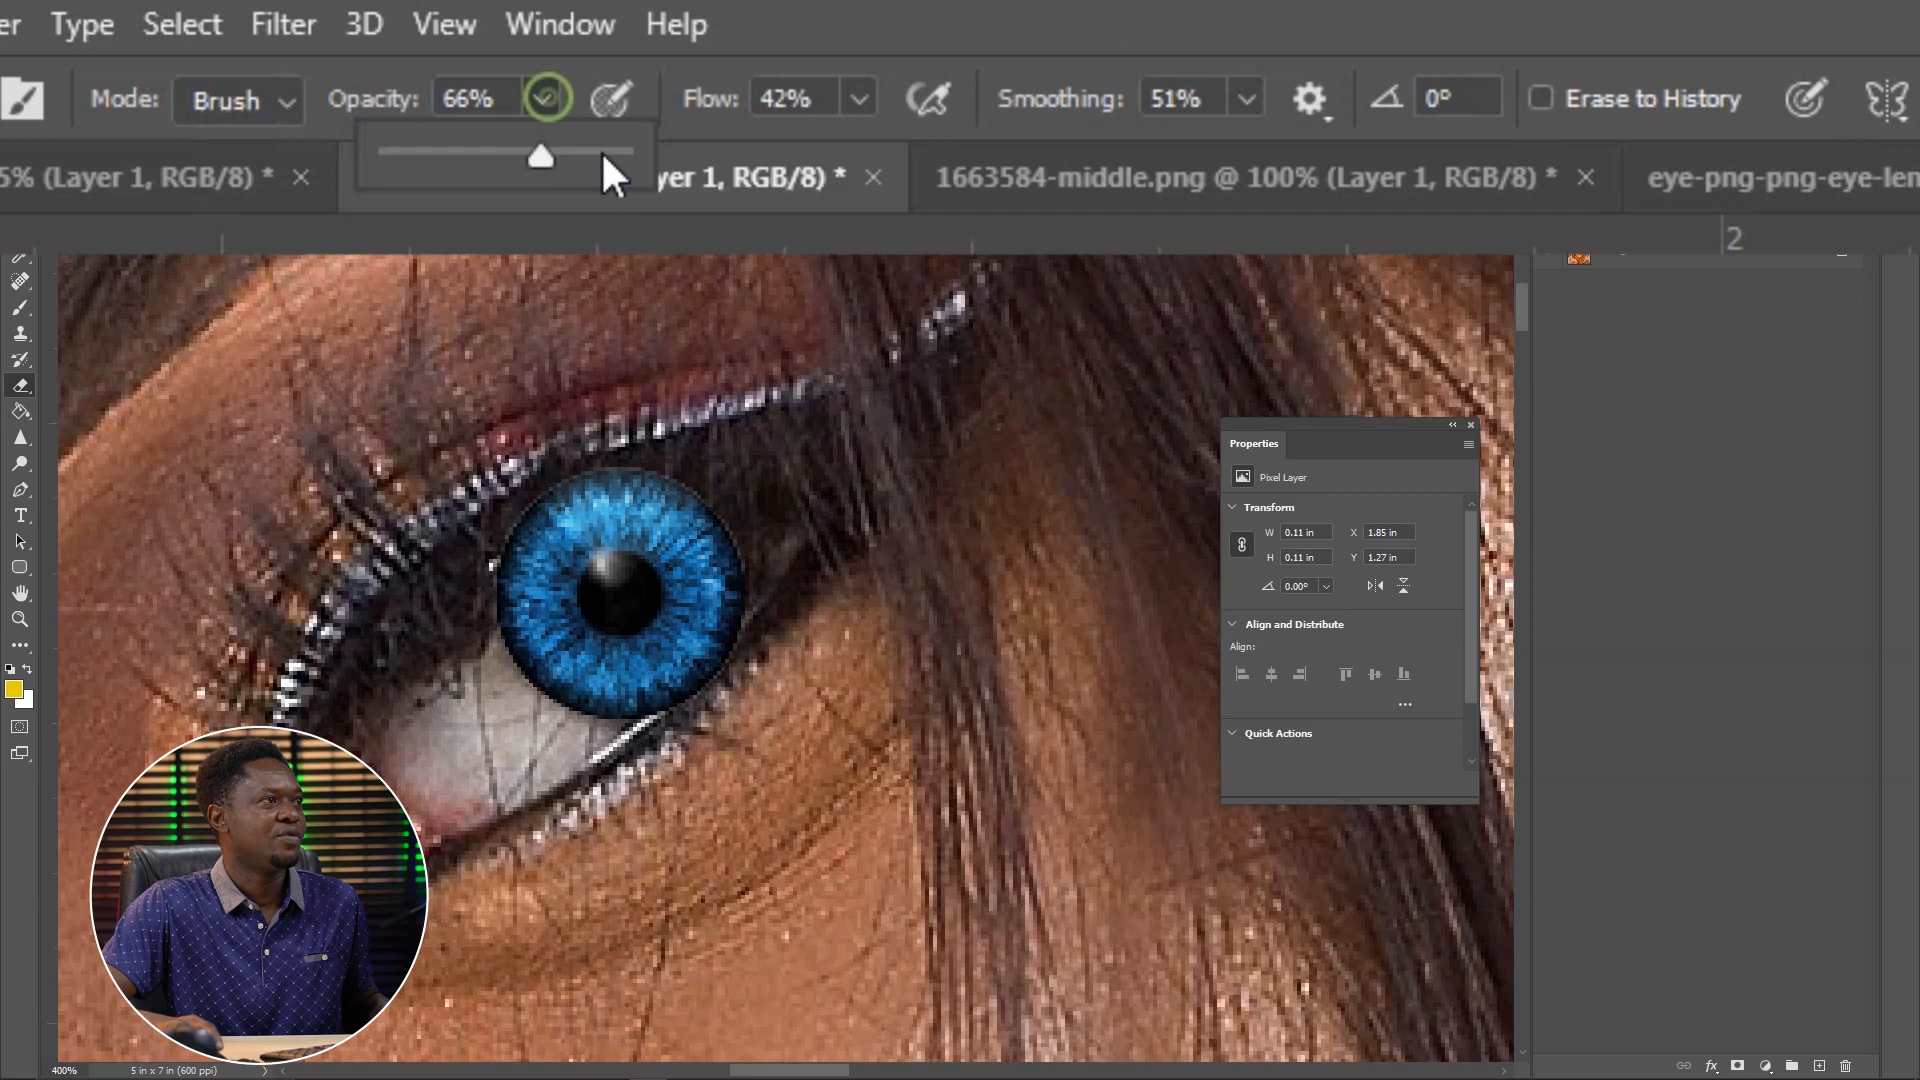 er Type Select Filter 3D View Window Help
Mode: Brush Opacity: 66% Flow: 42% Smoothing: 51% 0° Erase to History
5% (Layer 1, RGB/8) * yer 1, RGB/8) * 1663584-middle.png @ 100% (Layer 1, RGB/8) * eye-png-png-eye-len
2
Properties
Pixel Layer
Transform
W 0.11 in X 1.85 in
H 0.11 in Y 1.27 in
0.00°
Align and Distribute
Align:
Quick Actions
400% 5 in x 7 in (600 ppi)
fx